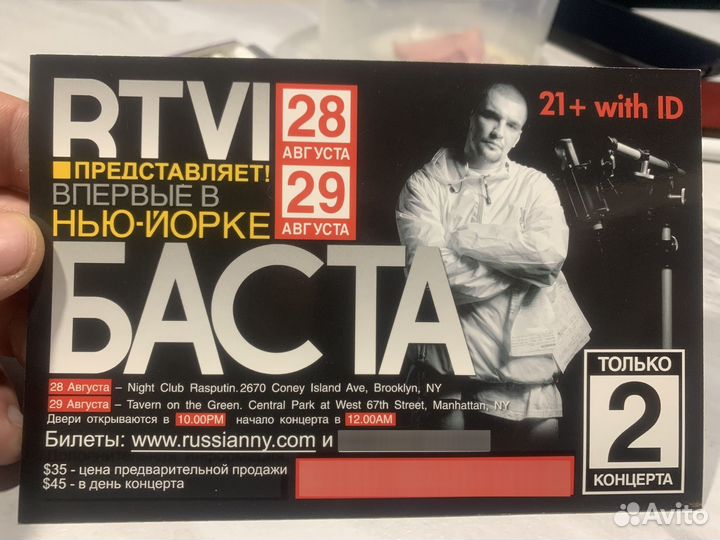 RTVI
28
АВГУСТА
29
АВГУСТА
21+ with ID
ПРЕДСТАВЛЯЕТ!
ВПЕРВЫЕ В
НЬЮ-ЙОРКЕ
БАСТА
28 Августа – Night Club Rasputin. 2670 Coney Island Ave, Brooklyn, NY
29 Августа – Tavern on the Green. Central Park at West 67th Street, Manhattan, NY
Двери открываются в 10.00PM начало концерта в 12.00AM
Билеты: www.russianny.com и
$35 - цена предварительной продажи
$45 - в день концерта
ТОЛЬКО
2
КОНЦЕРТА
Avito